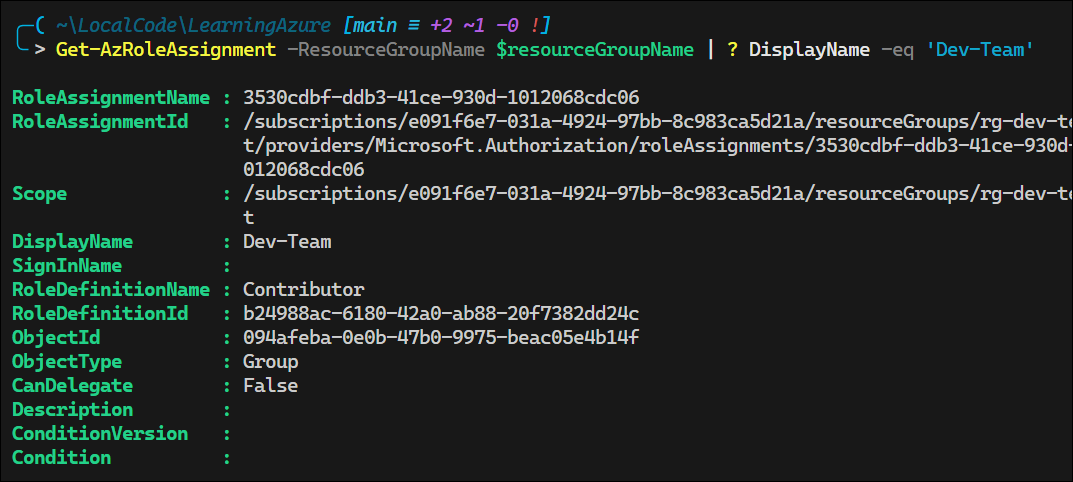 ~\LocalCode\LearningAzure [main ≡ +2 ~1 -0 !]
> Get-AzRoleAssignment -ResourceGroupName $resourceGroupName | ? DisplayName -eq 'Dev-Team'
RoleAssignmentName : 3530cdbf-ddb3-41ce-930d-1012068cdc06
RoleAssignmentId : /subscriptions/e091f6e7-031a-4924-97bb-8c983ca5d21a/resourceGroups/rg-dev-te
t/providers/Microsoft.Authorization/roleAssignments/3530cdbf-ddb3-41ce-930d-
012068cdc06
Scope : /subscriptions/e091f6e7-031a-4924-97bb-8c983ca5d21a/resourceGroups/rg-dev-te
t
DisplayName : Dev-Team
SignInName :
RoleDefinitionName : Contributor
RoleDefinitionId : b24988ac-6180-42a0-ab88-20f7382dd24c
ObjectId : 094afeba-0e0b-47b0-9975-beac05e4b14f
ObjectType : Group
CanDelegate : False
Description :
ConditionVersion :
Condition :